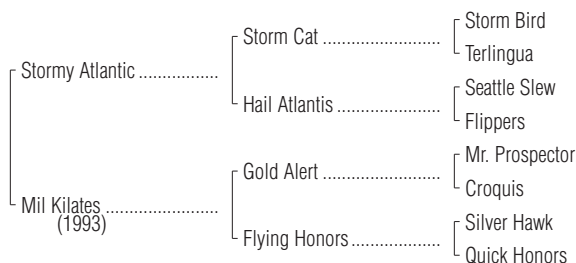 Storm Bird
Storm Cat ..............................
Terlingua
Stormy Atlantic ....................
Seattle Slew
Hail Atlantis ..........................
Flippers
Mr. Prospector
Gold Alert ..............................
Croquis
Mil Kilates ............................
(1993)
Silver Hawk
Flying Honors .......................
Quick Honors